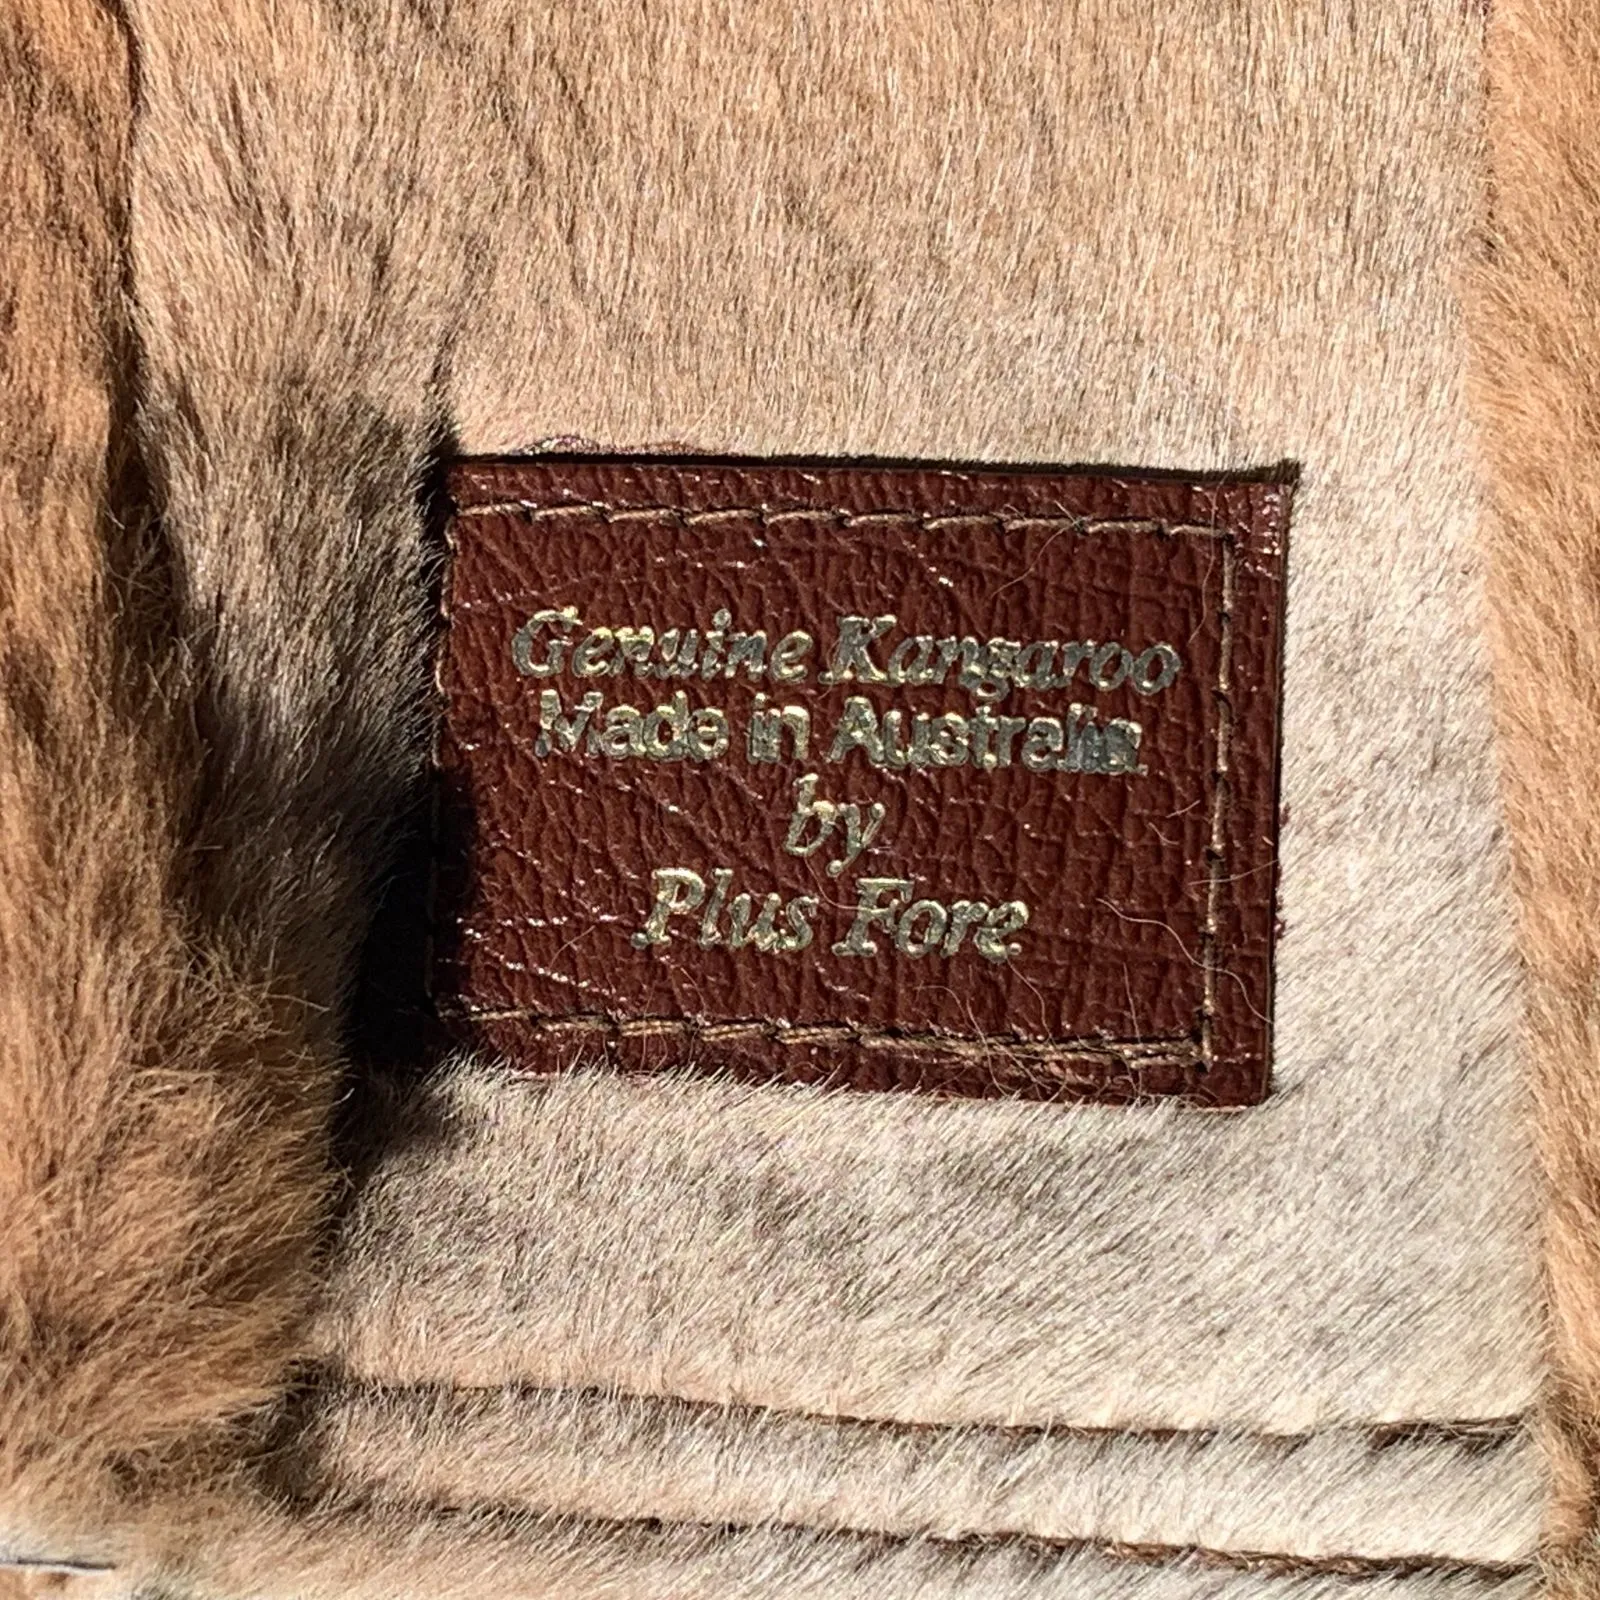 Genuine Kangaroo
Made in Australia
by
Plus Fore